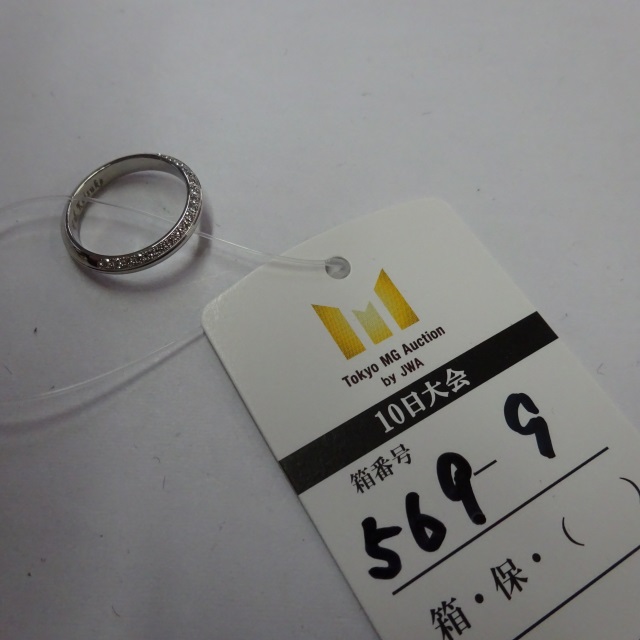 Tokyo MG Auction
by JWA
10日大会
箱番号
569-9
箱・保・（　）